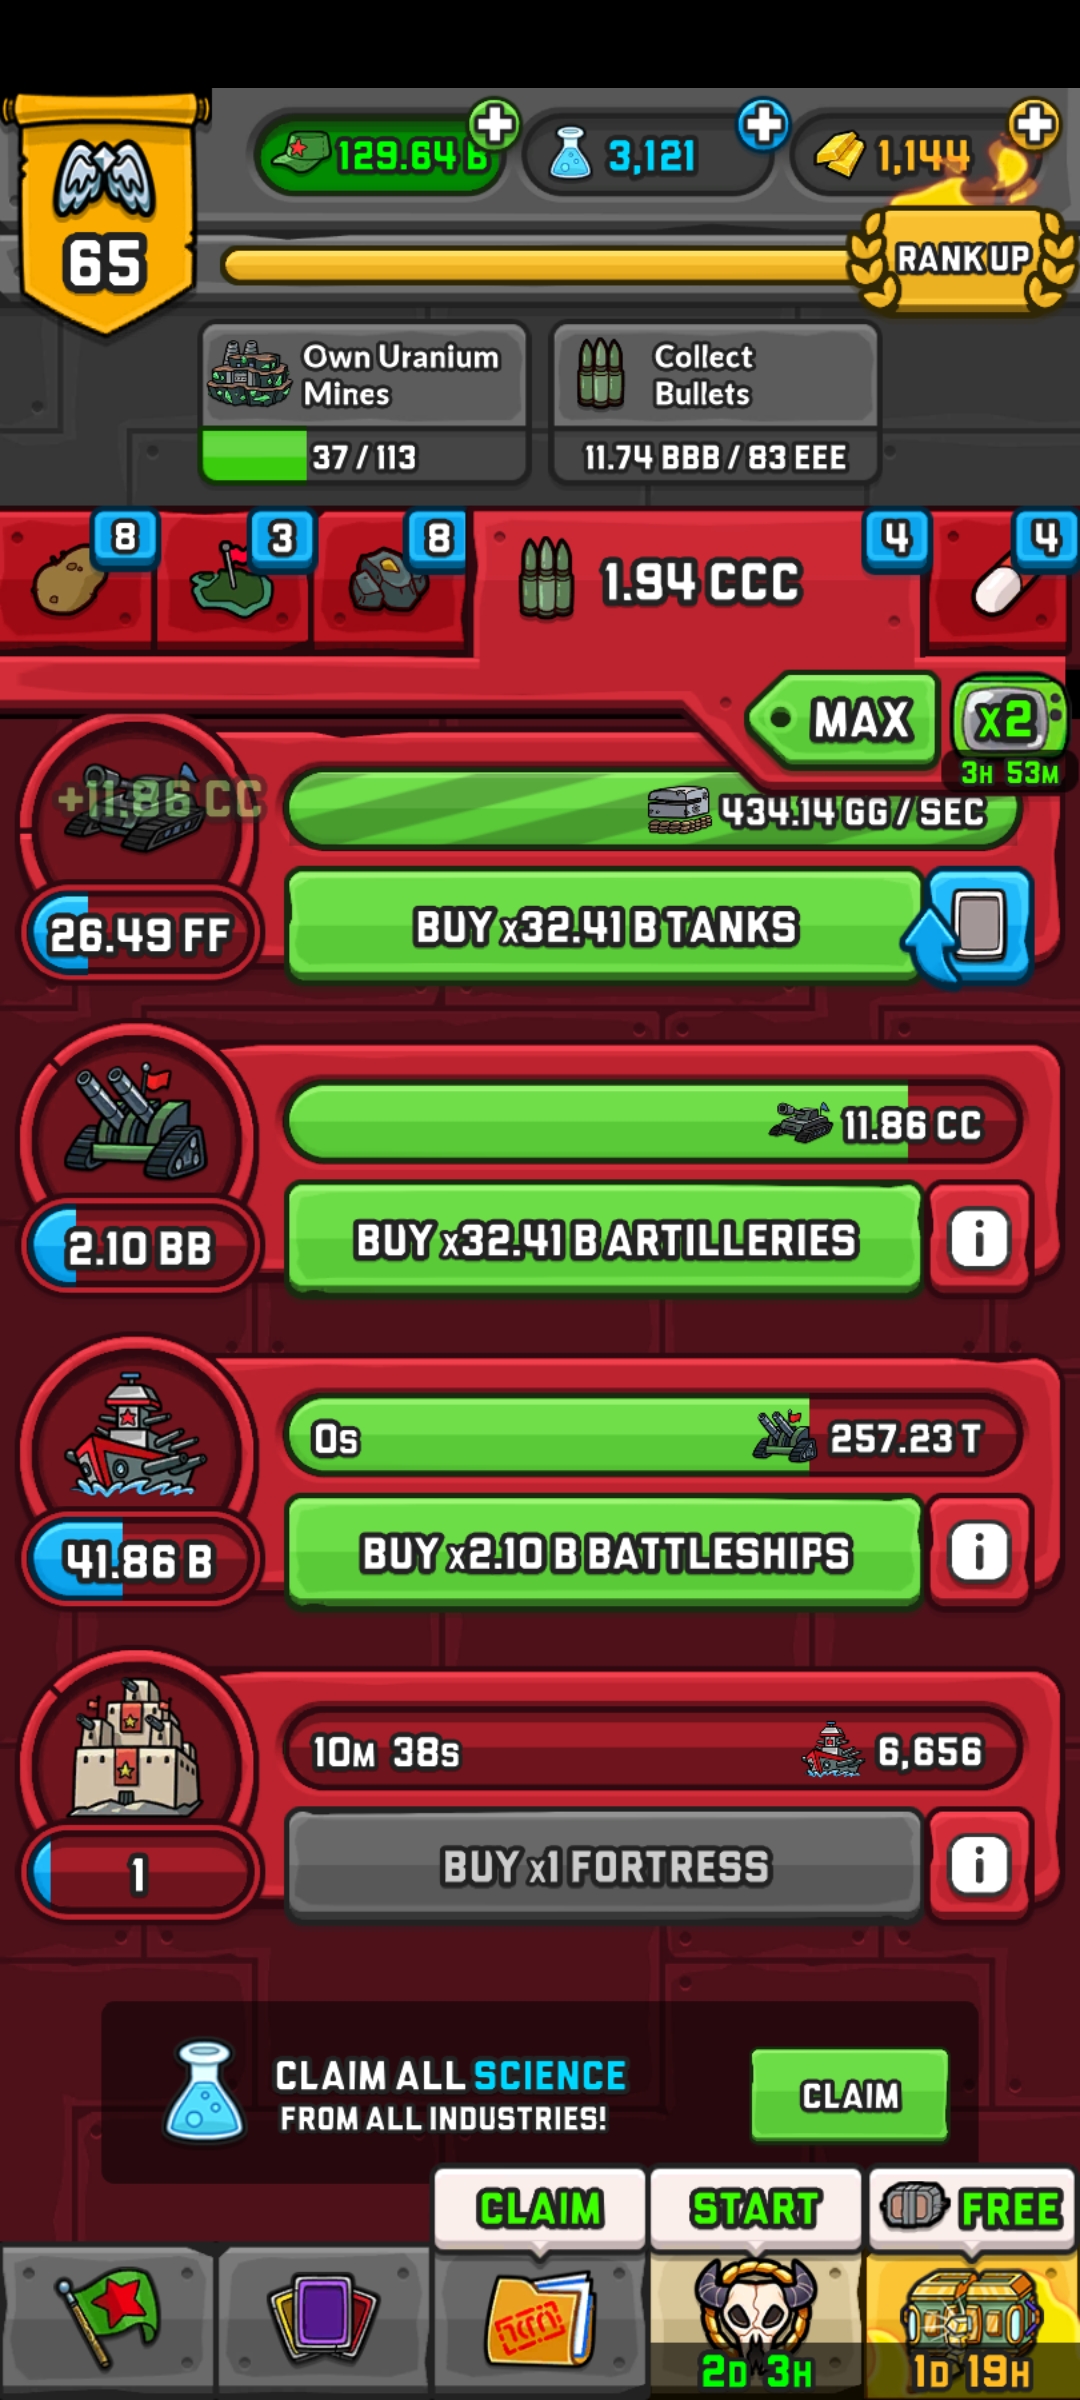 129.64 B
3,121
1,144
65
RANK UP
Own Uranium
Mines
37 / 113
Collect
Bullets
11.74 BBB / 83 EEE
8
3
8
1.94 CCC
4
4
MAX
x2
3H 53M
+11.86 CC
434.14 GG / SEC
26.49 FF
BUY x32.41 B TANKS
11.86 CC
2.10 BB
BUY x32.41 B ARTILLERIES
i
0s
257.23 T
41.86 B
BUY x2.10 B BATTLESHIPS
i
10M 38s
6,656
1
BUY x1 FORTRESS
i
CLAIM ALL SCIENCE
FROM ALL INDUSTRIES!
CLAIM
CLAIM
START
FREE
2D 3H
1D 19H